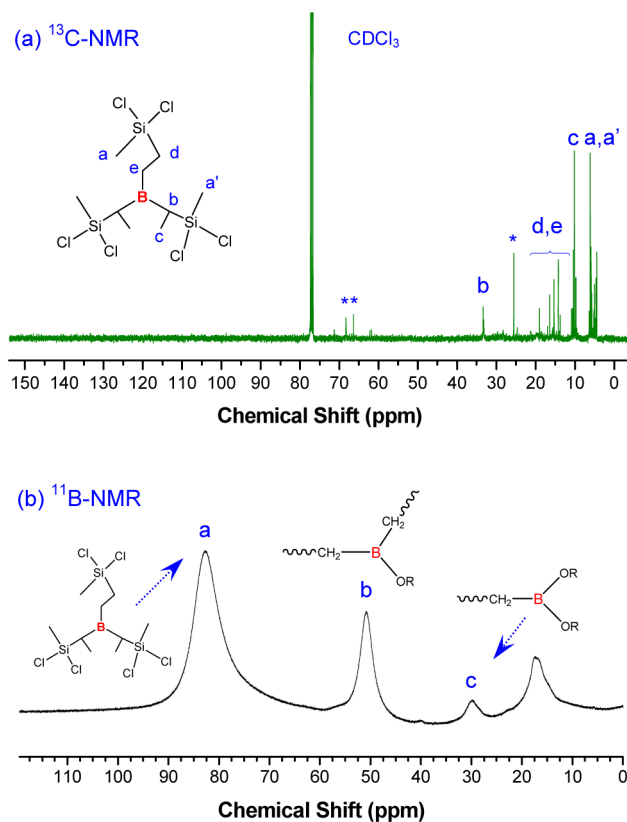 (a) ¹³C-NMR
CDCl₃
Cl
Cl
Si
a
d
e
a'
B
b
Si
c
Si
Cl
Cl
Cl
Cl
**
b
*
d,e
c a,a'
150 140 130 120 110 100 90 80 70 60 50 40 30 20 10 0
Chemical Shift (ppm)
(b) ¹¹B-NMR
a
Cl
Cl
Si
B
Si
Si
Cl
Cl
Cl
Cl
CH₂
CH₂
B
OR
b
CH₂
B
OR
OR
c
110 100 90 80 70 60 50 40 30 20 10 0
Chemical Shift (ppm)